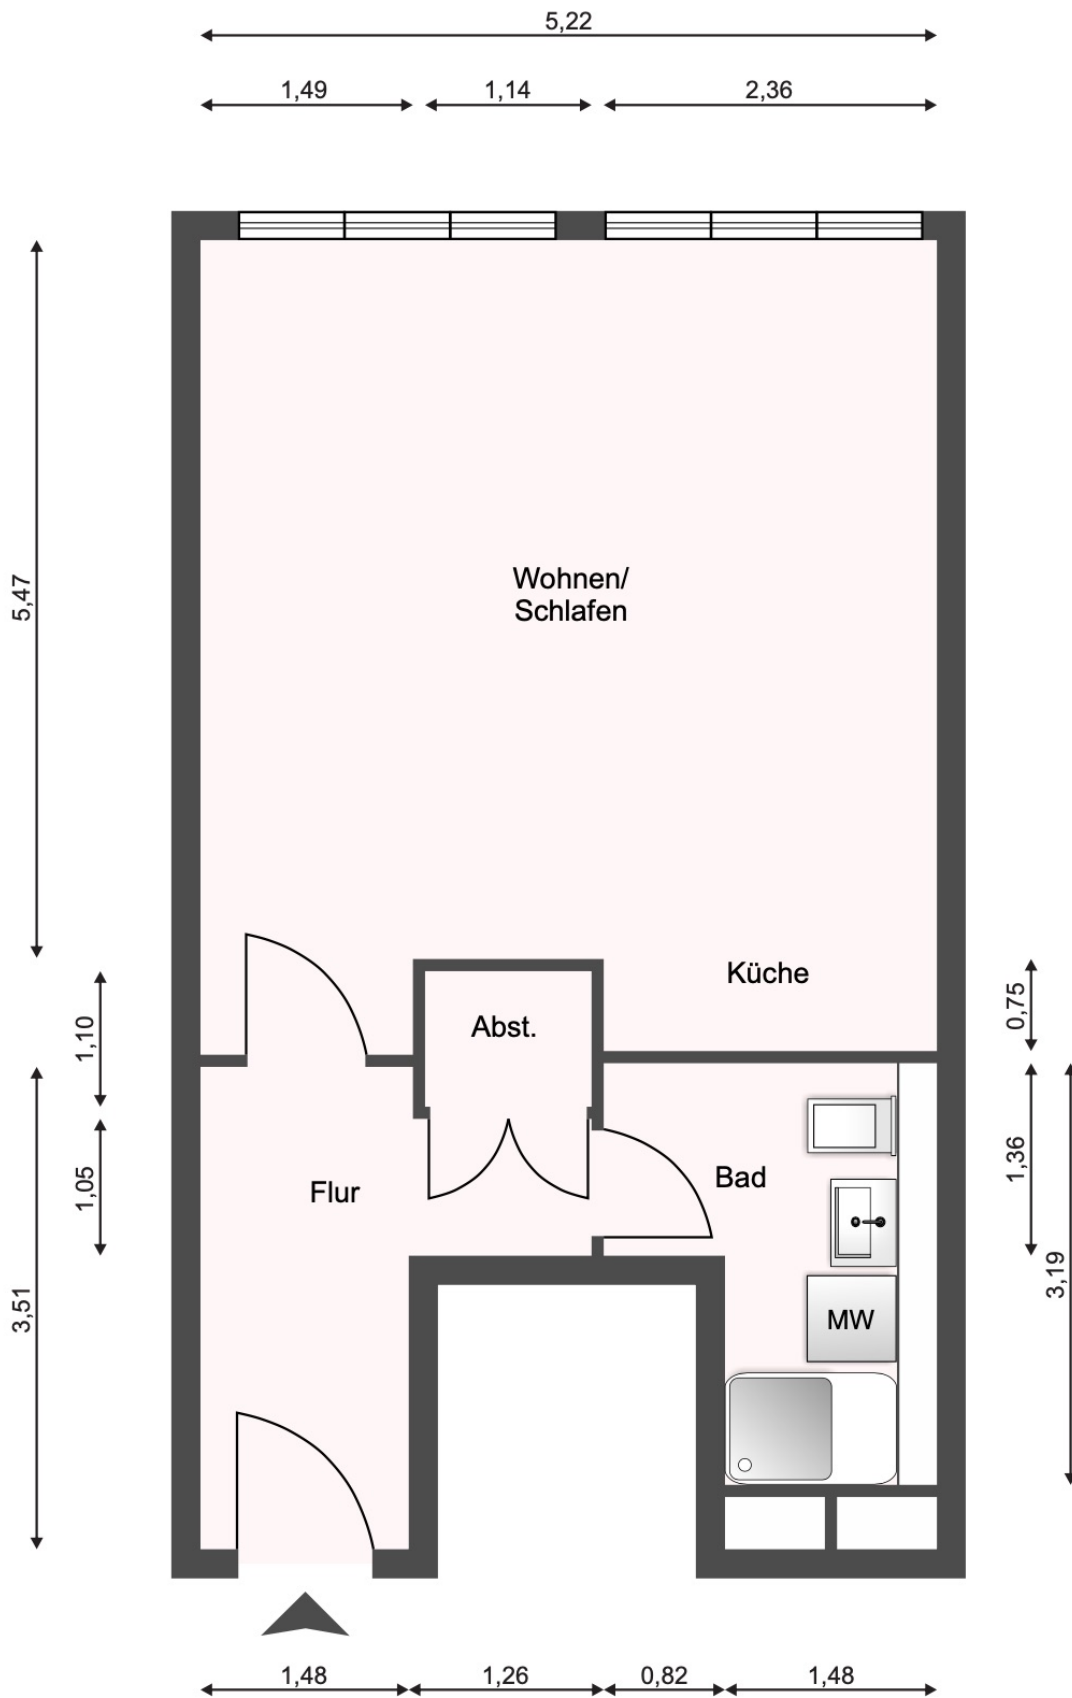 5,22
1,49
1,14
2,36
5,47
Wohnen/
Schlafen
Küche
0,75
Abst.
1,10
1,36
Bad
Flur
1,05
3,19
3,51
MW
1,48
1,26
0,82
1,48